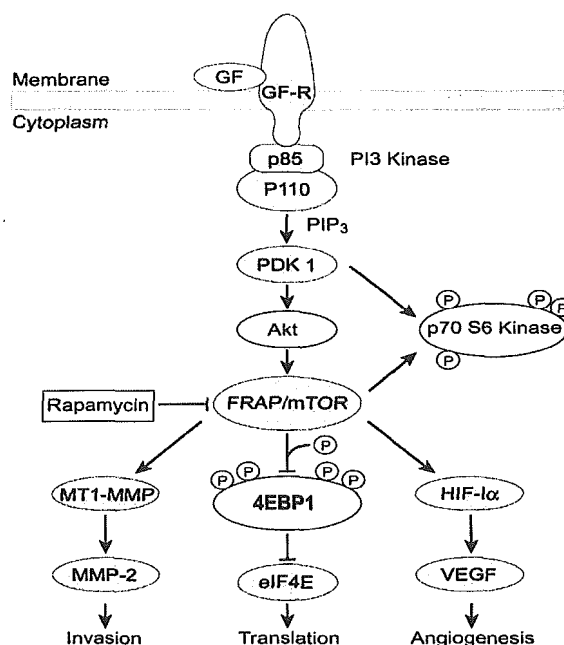 GF
Membrane
GF-R
Cytoplasm
p85
PI3 Kinase
P110
PIP3
PDK 1
P
P
P
p70 S6 Kinase
Akt
P
Rapamycin
FRAP/mTOR
P
P
P
P
P
MT1-MMP
4EBP1
HIF-Iα
MMP-2
eIF4E
VEGF
Invasion
Translation
Angiogenesis